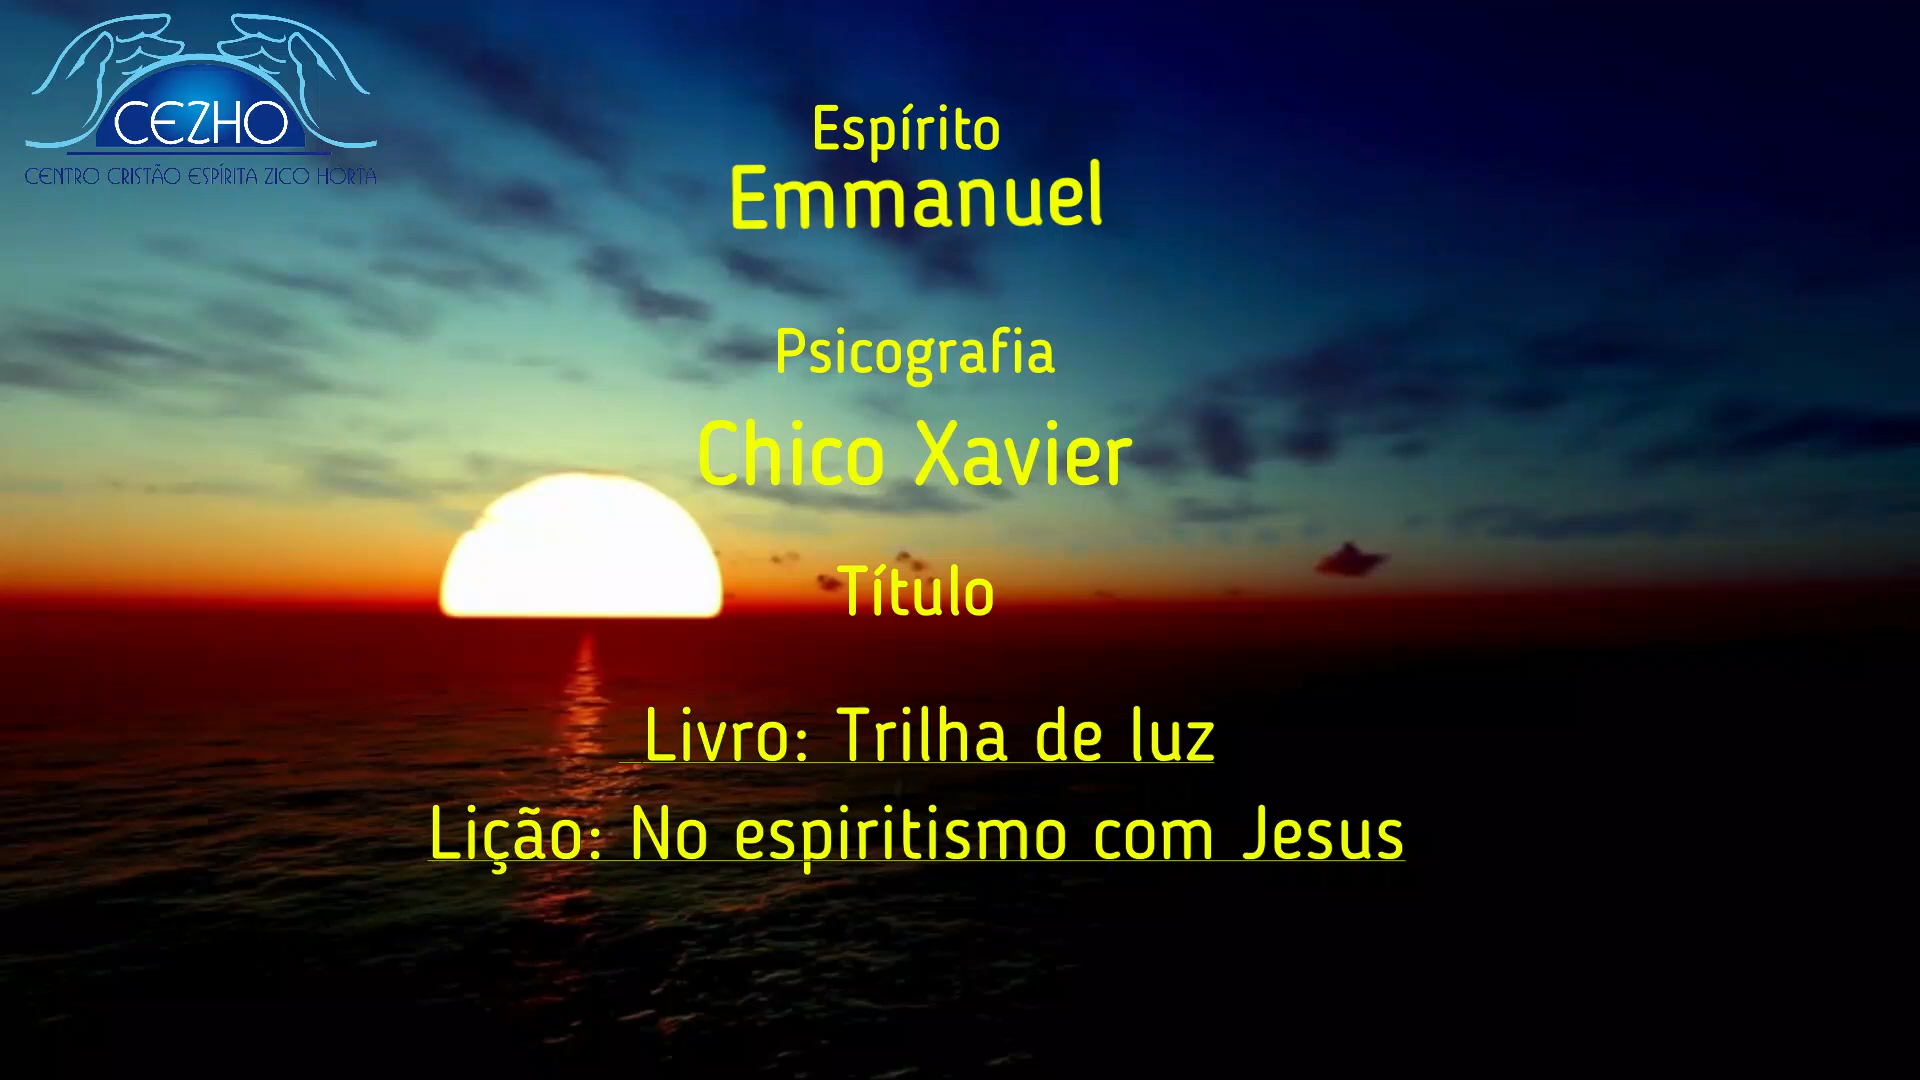 CEZHO
CENTRO CRISTÃO ESPÍRITA ZICO HORTA
Espírito
Emmanuel
Psicografia
Chico Xavier
Título
Livro: Trilha de luz
Lição: No espiritismo com Jesus